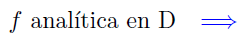 f analítica en D ⟹